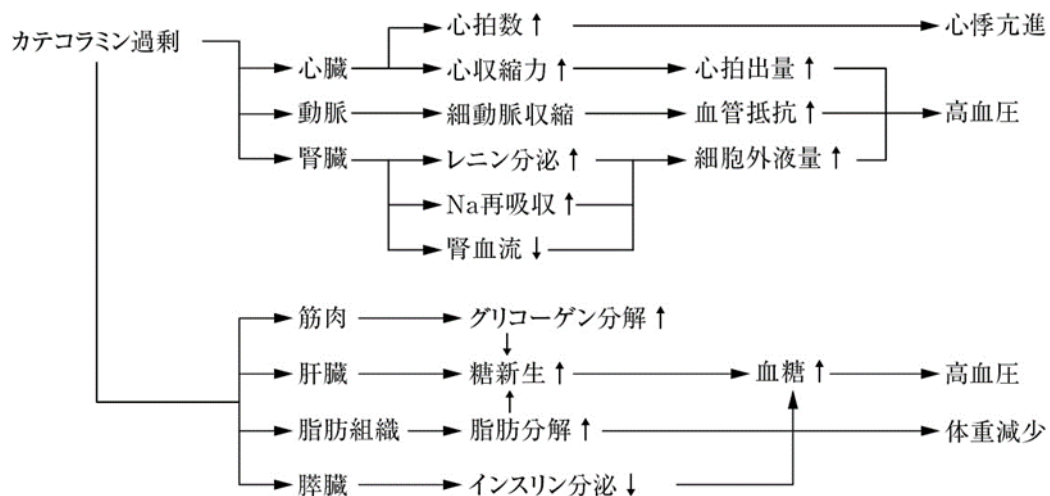 カテコラミン過剰
心臓
心拍数↑
心悸亢進
心収縮力↑
心拍出量↑
動脈
細動脈収縮
血管抵抗↑
高血圧
腎臓
レニン分泌↑
細胞外液量↑
Na再吸収↑
腎血流↓
筋肉
グリコーゲン分解↑
肝臓
糖新生↑
血糖↑
高血圧
脂肪組織
脂肪分解↑
体重減少
膵臓
インスリン分泌↓